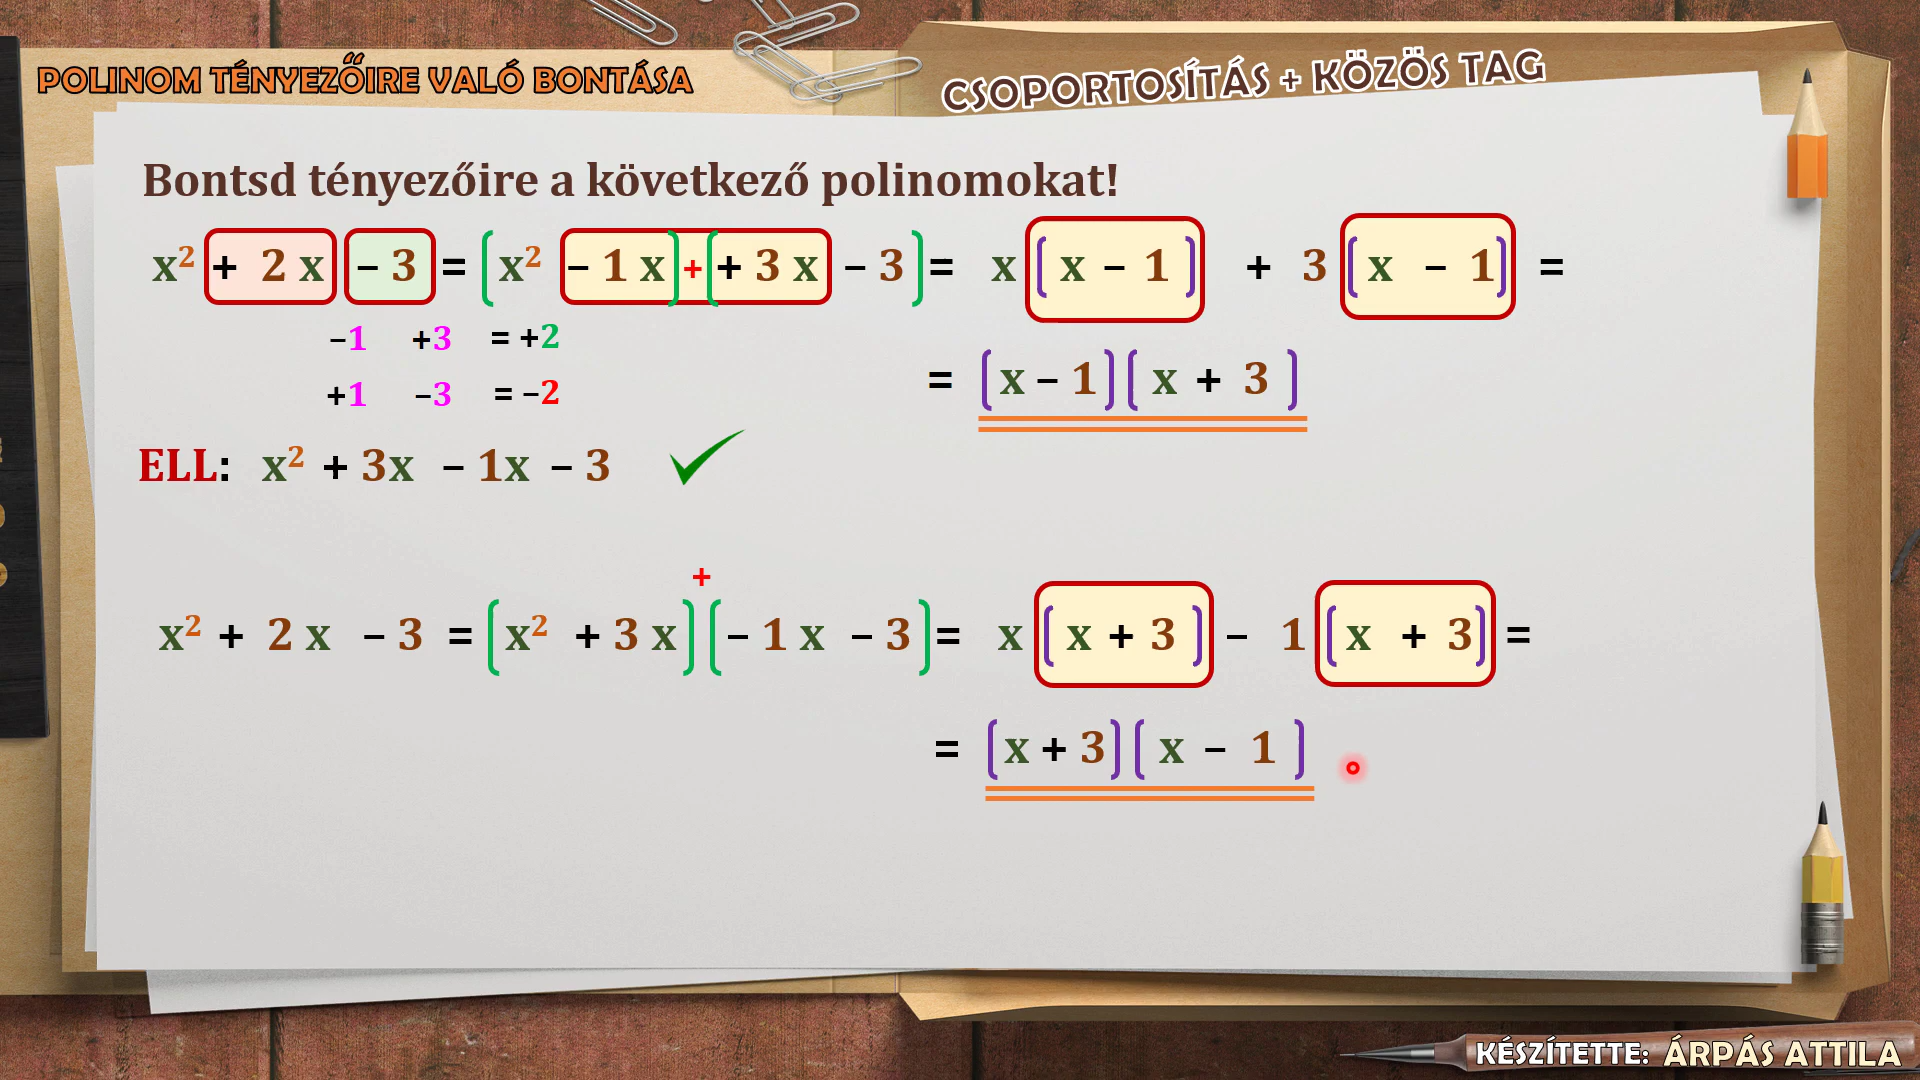 POLINOM TÉNYEZŐIRE VALÓ BONTÁSA
CSOPORTOSÍTÁS + KÖZÖS TAG
Bontsd tényezőire a következő polinomokat!
x² + 2 x – 3 = (x² – 1 x) + (+ 3 x – 3) = x (x – 1) + 3 (x – 1) =
–1 +3 = +2
= (x – 1) (x + 3)
+1 –3 = –2
ELL: x² + 3x – 1x – 3
+
x² + 2 x – 3 = (x² + 3 x) (– 1 x – 3) = x (x + 3) – 1 (x + 3) =
= (x + 3) (x – 1)
KÉSZÍTETTE: ÁRPÁS ATTILA